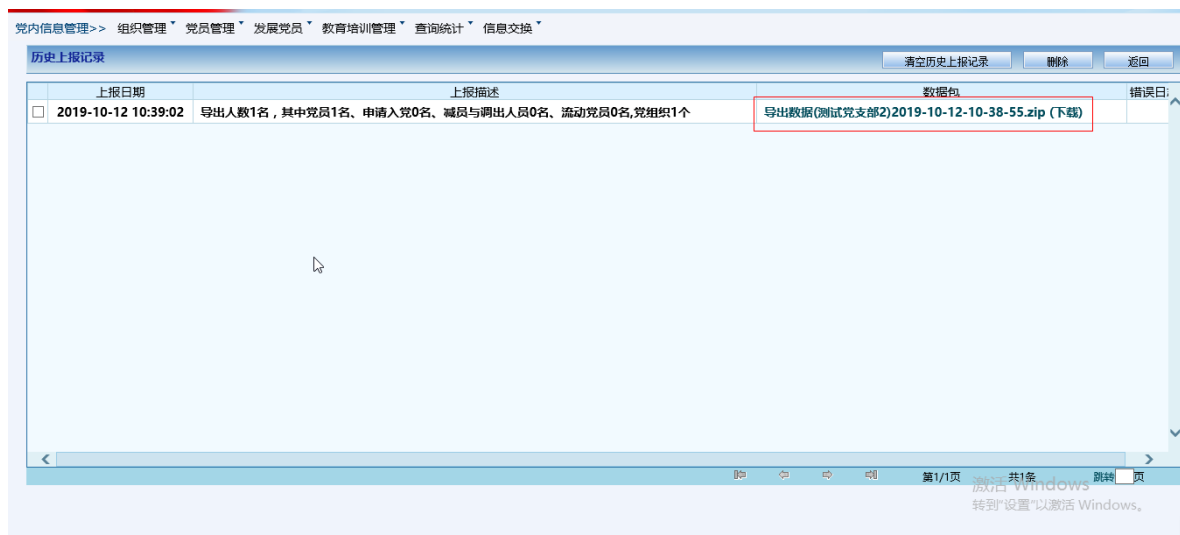 党内信息管理>> 组织管理 党员管理 发展党员 教育培训管理 查询统计 信息交换
历史上报记录 清空历史上报记录 删除 返回
上报日期 上报描述 数据包 错误日
2019-10-12 10:39:02 导出人数1名，其中党员1名、申请入党0名、减员与调出人员0名、流动党员0名,党组织1个 导出数据(测试党支部2)2019-10-12-10-38-55.zip (下载)
第1/1页 共1条 跳转 页
激活 Windows
转到"设置"以激活 Windows。